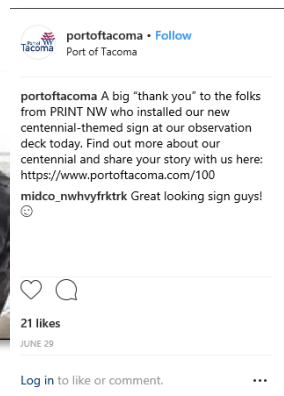 Port of
Tacoma
portoftacoma • Follow
Port of Tacoma
portoftacoma A big “thank you” to the folks
from PRINT NW who installed our new
centennial-themed sign at our observation
deck today. Find out more about our
centennial and share your story with us here:
https://www.portoftacoma.com/100
midco_nwhvyfrktrk Great looking sign guys!
☺
21 likes
JUNE 29
Log in to like or comment.